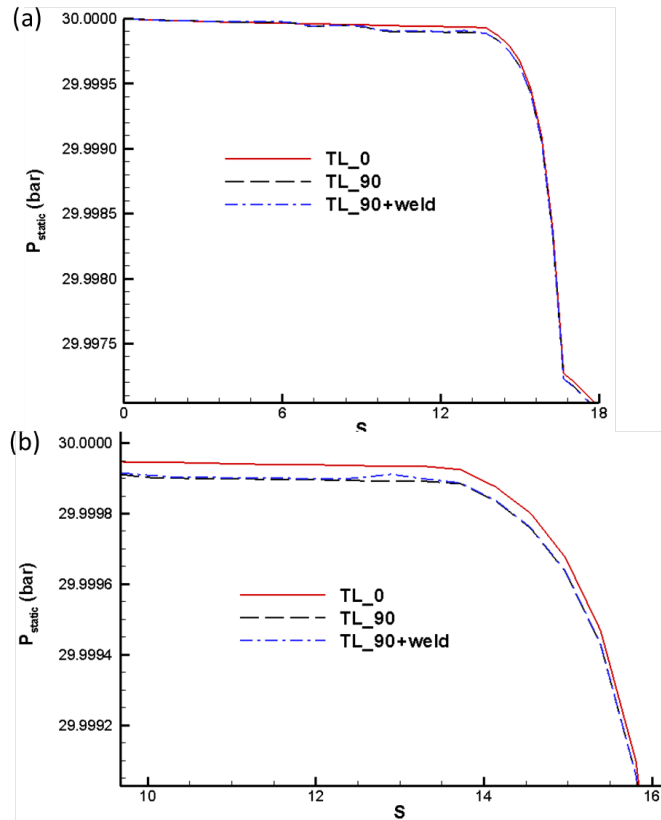 (a)
30.0000
29.9995
29.9990
29.9985
29.9980
29.9975
P static (bar)
TL_0
TL_90
TL_90+weld
0 6 12 18
S
(b)
30.0000
29.9998
29.9996
29.9994
29.9992
P static (bar)
TL_0
TL_90
TL_90+weld
10 12 14 16
S